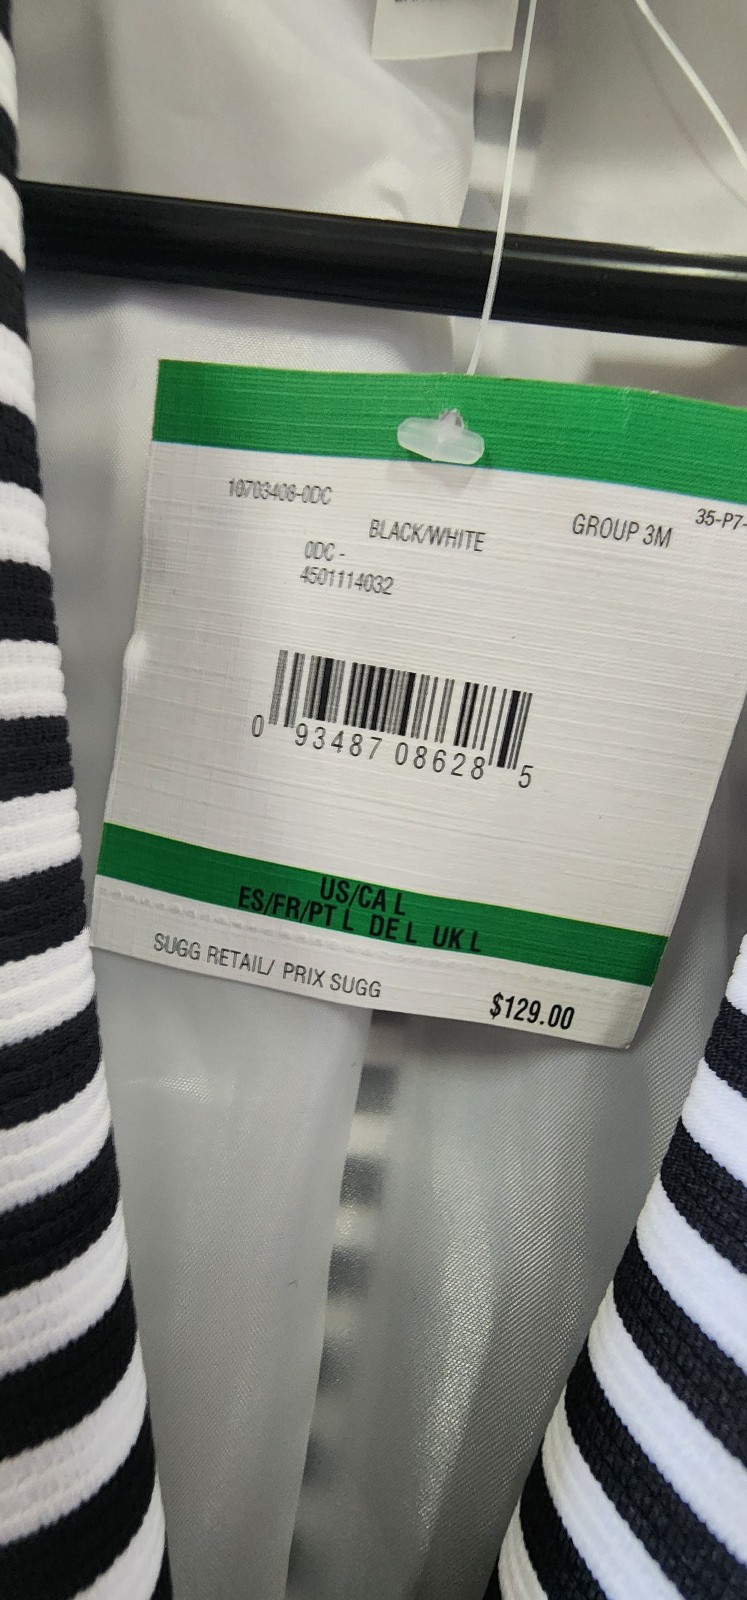 10703408-0DC
BLACK/WHITE
GROUP 3M
35-P7-
0DC -
4501114032
0 93487 08628 5
US/CA L
ES/FR/PT L DE L UK L
SUGG RETAIL/ PRIX SUGG
$129.00